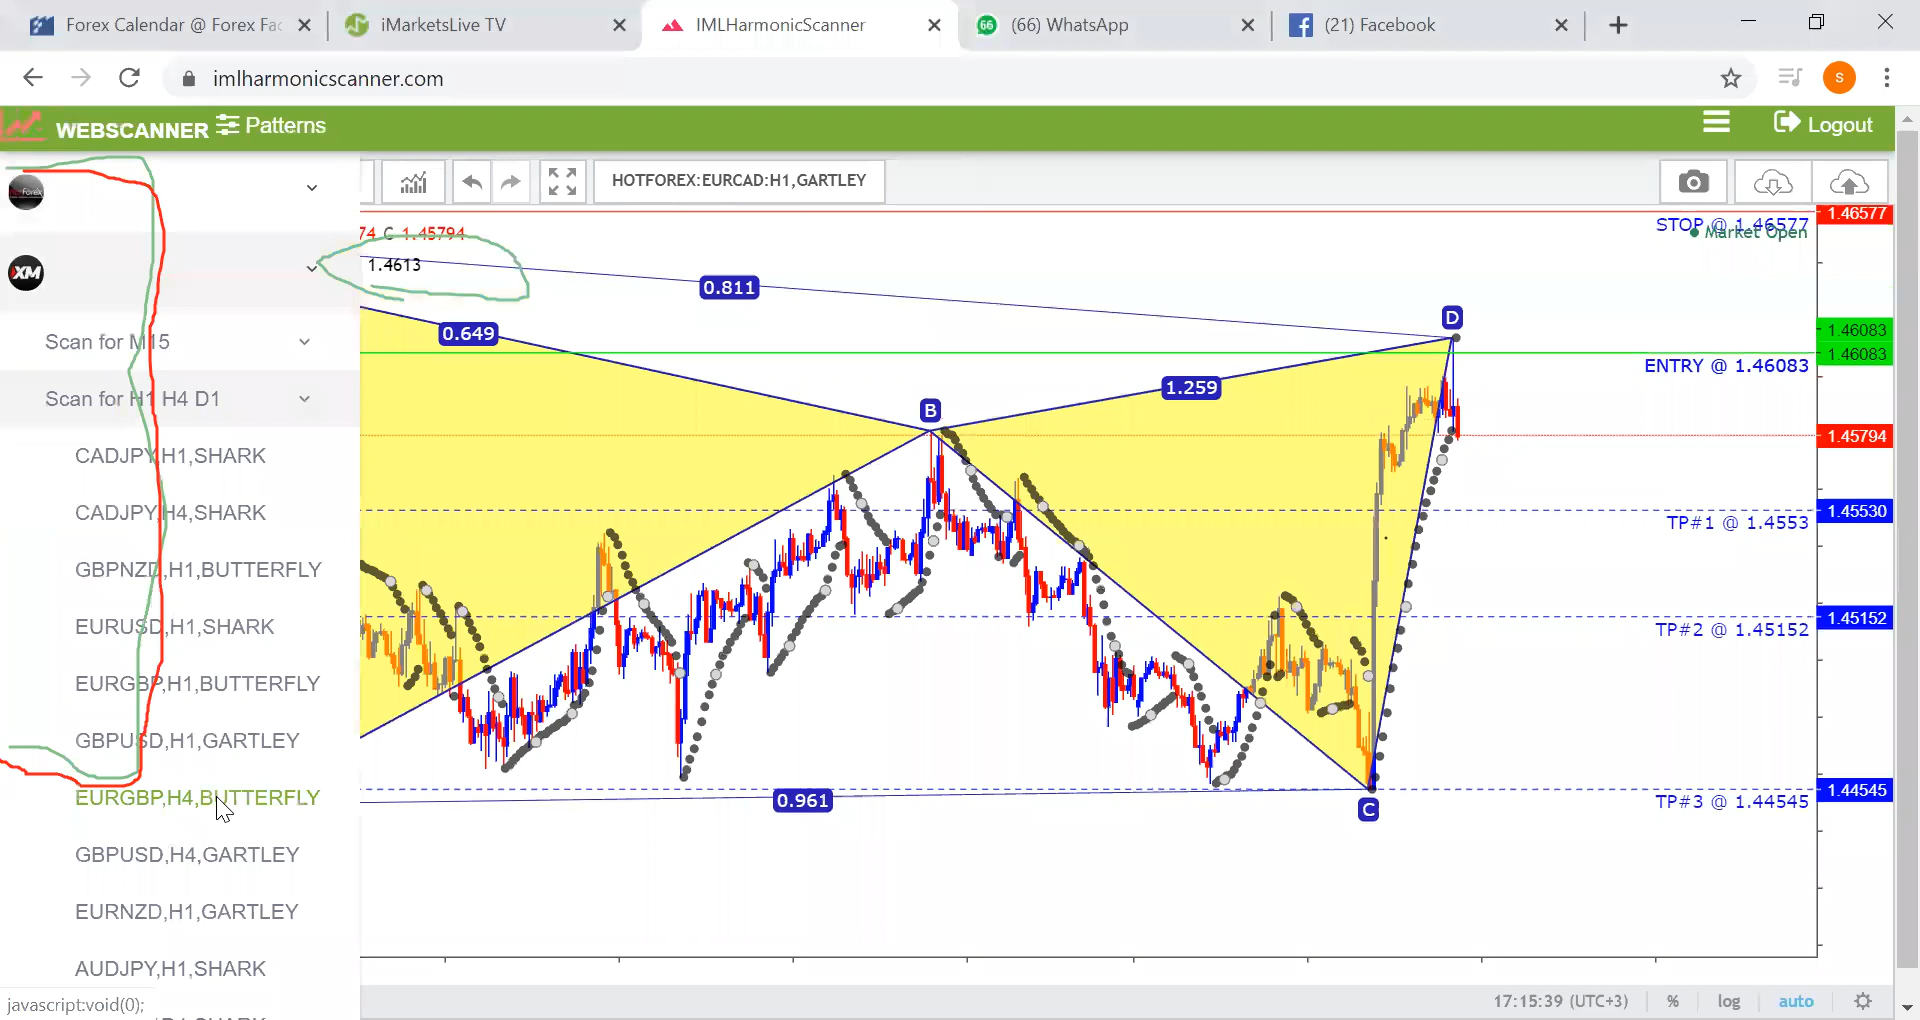 Forex Calendar @ Forex Fac
iMarketsLive TV
IMLHarmonicScanner
66
(66) WhatsApp
(21) Facebook
imlharmonicscanner.com
S
WEBSCANNER
Patterns
Logout
HOTFOREX:EURCAD:H1,GARTLEY
Forex
XM
Scan for M15
Scan for H1 H4 D1
CADJPY,H1,SHARK
CADJPY,H4,SHARK
GBPNZD,H1,BUTTERFLY
EURUSD,H1,SHARK
EURGBP,H1,BUTTERFLY
GBPUSD,H1,GARTLEY
EURGBP,H4,BUTTERFLY
GBPUSD,H4,GARTLEY
EURNZD,H1,GARTLEY
AUDJPY,H1,SHARK
javascript:void(0);
74 C 1.45794
1.4613
0.811
0.649
1.259
0.961
B
C
D
STOP @ 1.46577
Market Open
ENTRY @ 1.46083
TP#1 @ 1.4553
TP#2 @ 1.45152
TP#3 @ 1.44545
1.46577
1.46083
1.46083
1.45794
1.45530
1.45152
1.44545
17:15:39 (UTC+3)
%
log
auto